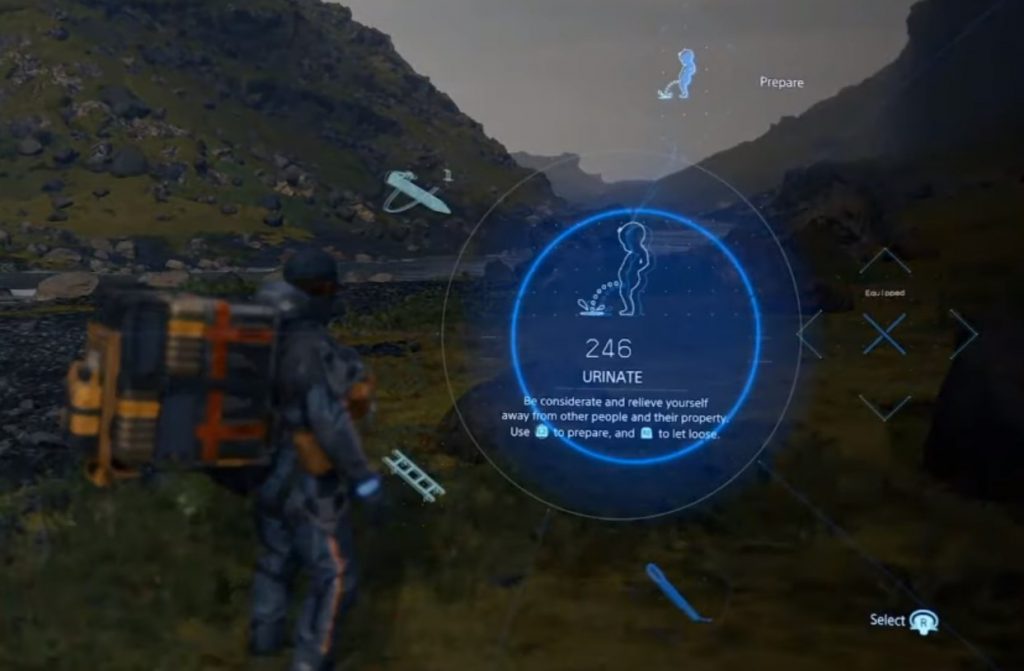 Prepare
1
Equipped
246
URINATE
Be considerate and relieve yourself
away from other people and their property.
Use to prepare, and to let loose.
Select R